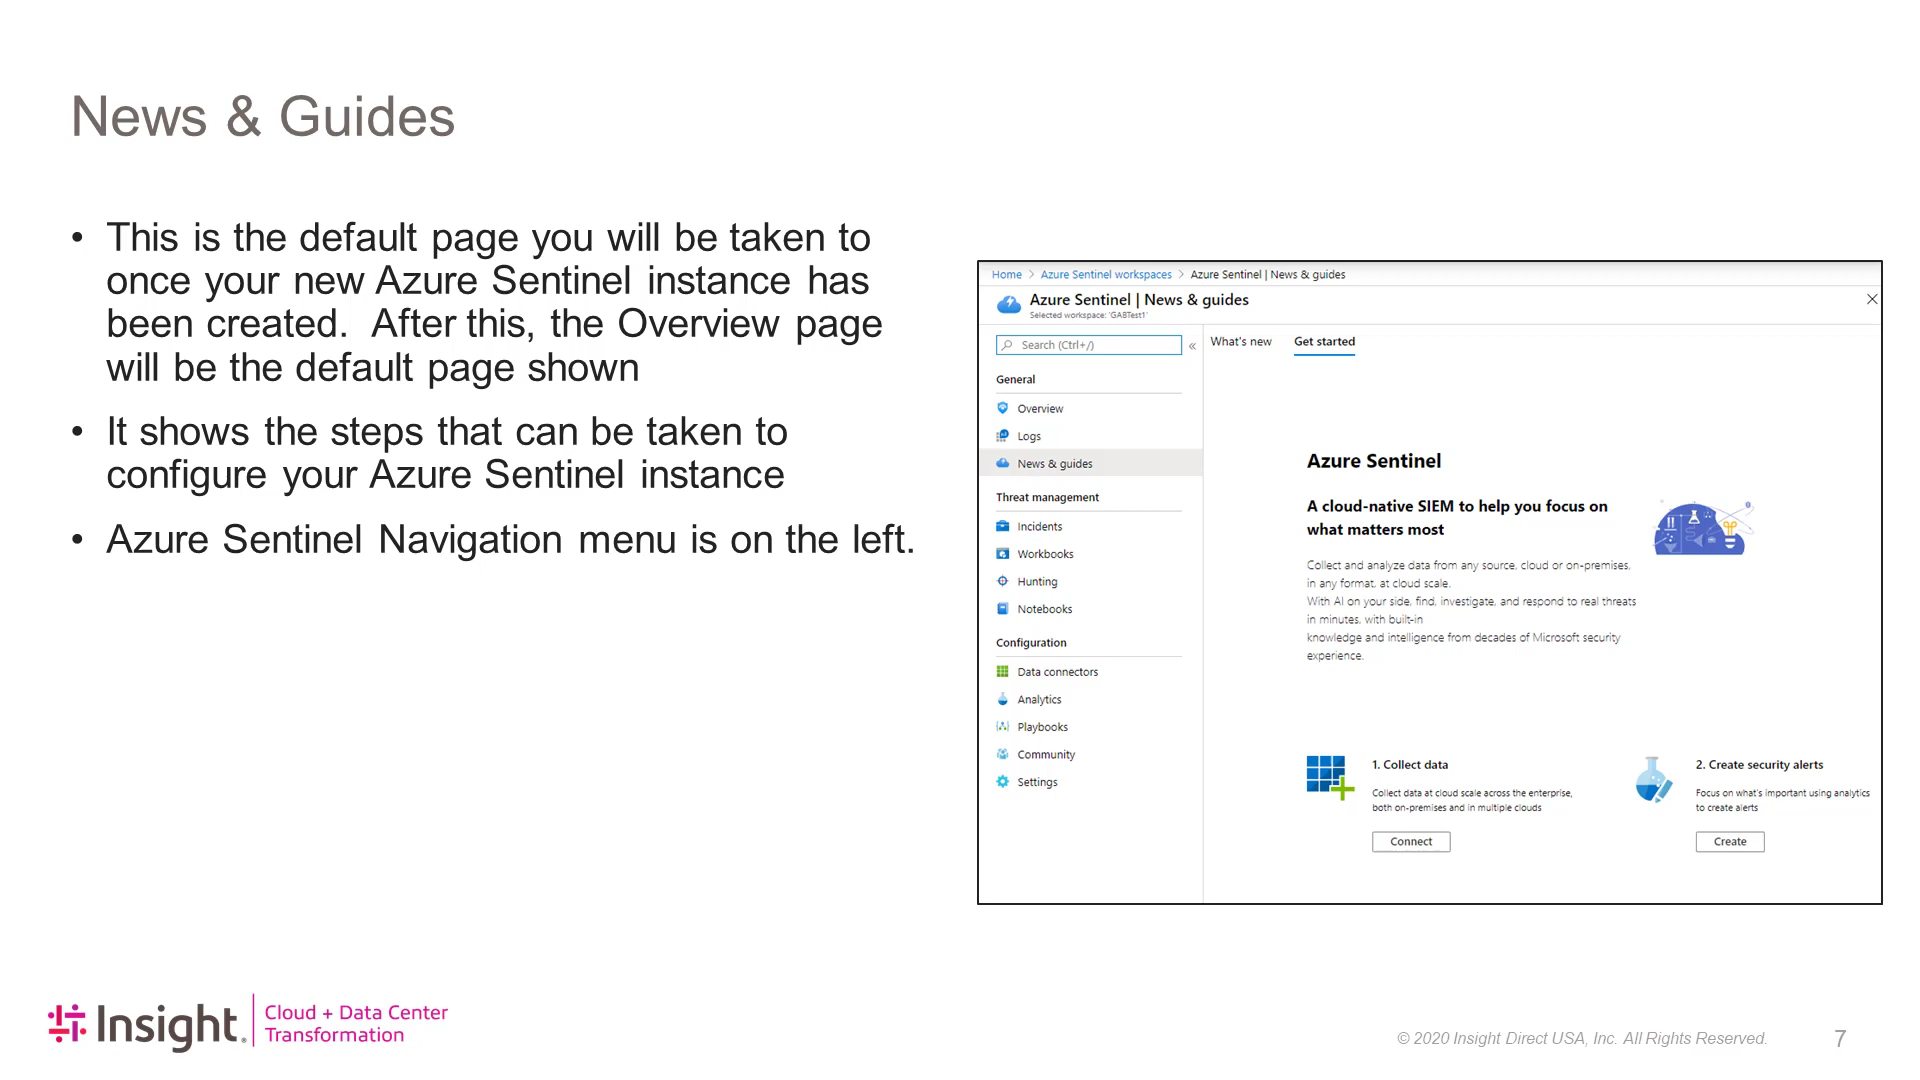 News & Guides
• This is the default page you will be taken to
once your new Azure Sentinel instance has
been created.  After this, the Overview page
will be the default page shown
• It shows the steps that can be taken to
configure your Azure Sentinel instance
• Azure Sentinel Navigation menu is on the left.
Home > Azure Sentinel workspaces > Azure Sentinel | News & guides
Azure Sentinel | News & guides
Selected workspace: 'GABTest1'
Search (Ctrl+/)
«
General
Overview
Logs
News & guides
Threat management
Incidents
Workbooks
Hunting
Notebooks
Configuration
Data connectors
Analytics
Playbooks
Community
Settings
What's new Get started
Azure Sentinel
A cloud-native SIEM to help you focus on
what matters most
Collect and analyze data from any source, cloud or on-premises,
in any format, at cloud scale.
With AI on your side, find, investigate, and respond to real threats
in minutes, with built-in
knowledge and intelligence from decades of Microsoft security
experience.
1. Collect data
Collect data at cloud scale across the enterprise,
both on-premises and in multiple clouds
Connect
2. Create security alerts
Focus on what's important using analytics
to create alerts
Create
Insight.
Cloud + Data Center
Transformation
© 2020 Insight Direct USA, Inc. All Rights Reserved.
7